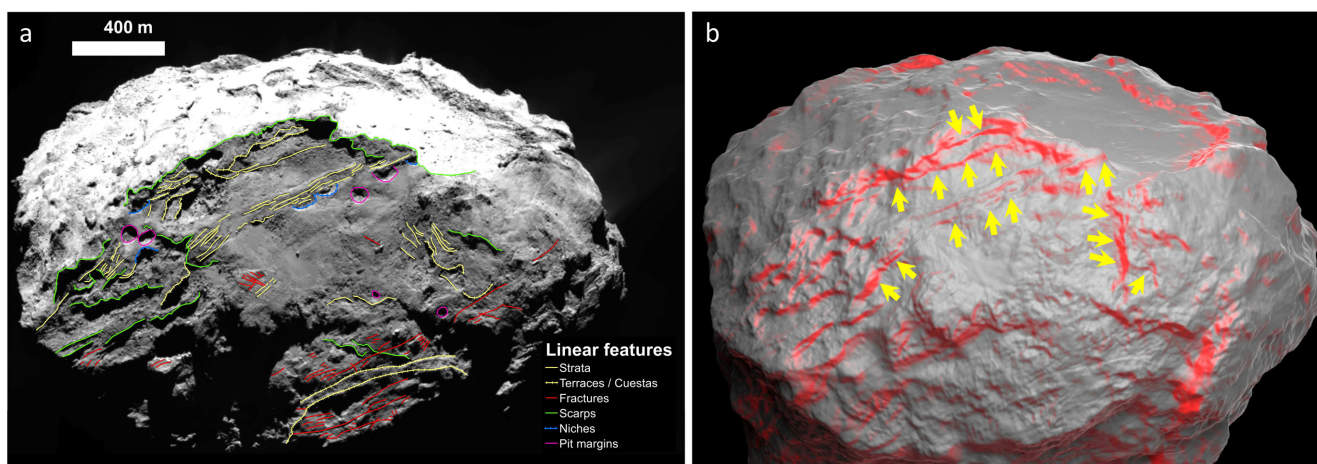 a
400 m
b
Linear features
Strata
Terraces / Cuestas
Fractures
Scarps
Niches
Pit margins